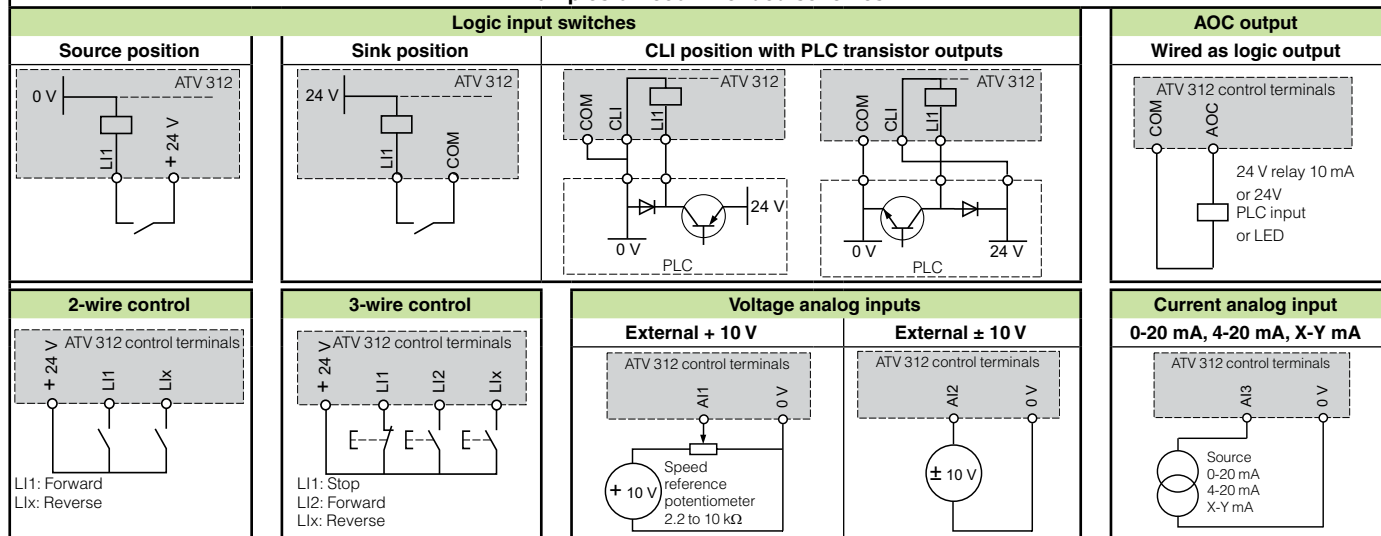 Logic input switches
AOC output
Source position
Sink position
CLI position with PLC transistor outputs
Wired as logic output
ATV 312
0 V
LI1
+ 24 V
ATV 312
24 V
LI1
COM
ATV 312
COM
CLI
LI1
24 V
0 V
PLC
ATV 312
COM
CLI
LI1
0 V
24 V
PLC
ATV 312 control terminals
COM
AOC
24 V relay 10 mA
or 24V
PLC input
or LED
2-wire control
3-wire control
Voltage analog inputs
Current analog input
External + 10 V
External ± 10 V
0-20 mA, 4-20 mA, X-Y mA
ATV 312 control terminals
+ 24 V
LI1
LIx
LI1: Forward
LIx: Reverse
ATV 312 control terminals
+ 24 V
LI1
LI2
LIx
LI1: Stop
LI2: Forward
LIx: Reverse
ATV 312 control terminals
AI1
0 V
+ 10 V
Speed
reference
potentiometer
2.2 to 10 kΩ
ATV 312 control terminals
AI2
0 V
± 10 V
ATV 312 control terminals
AI3
0 V
Source
0-20 mA
4-20 mA
X-Y mA